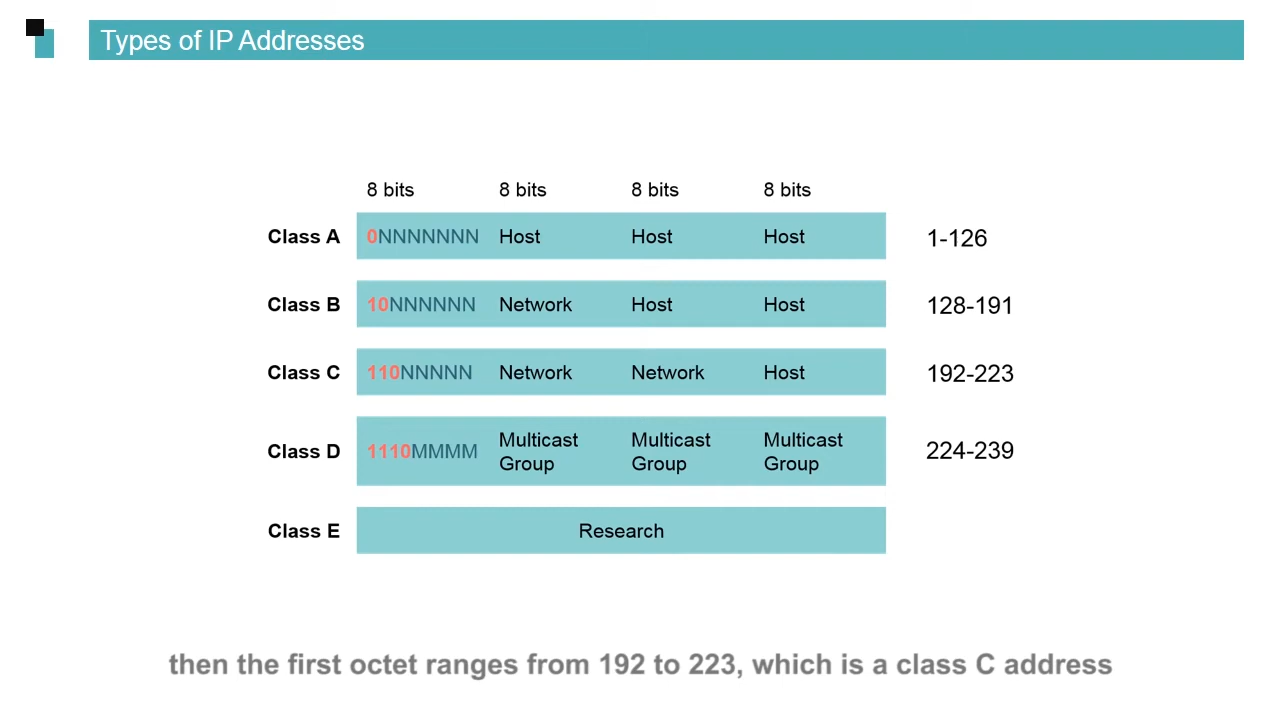 Types of IP Addresses
8 bits 8 bits 8 bits 8 bits
Class A 0NNNNNNN Host Host Host 1-126
Class B 10NNNNNN Network Host Host 128-191
Class C 110NNNNN Network Network Host 192-223
Class D 1110MMMM Multicast Group Multicast Group Multicast Group 224-239
Class E Research
then the first octet ranges from 192 to 223, which is a class C address